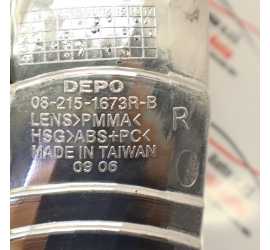 DEPO
08-215-1673R-B
LENS>PMMA<
HSG>ABS+PC<
MADE IN TAIWAN
09 06
R